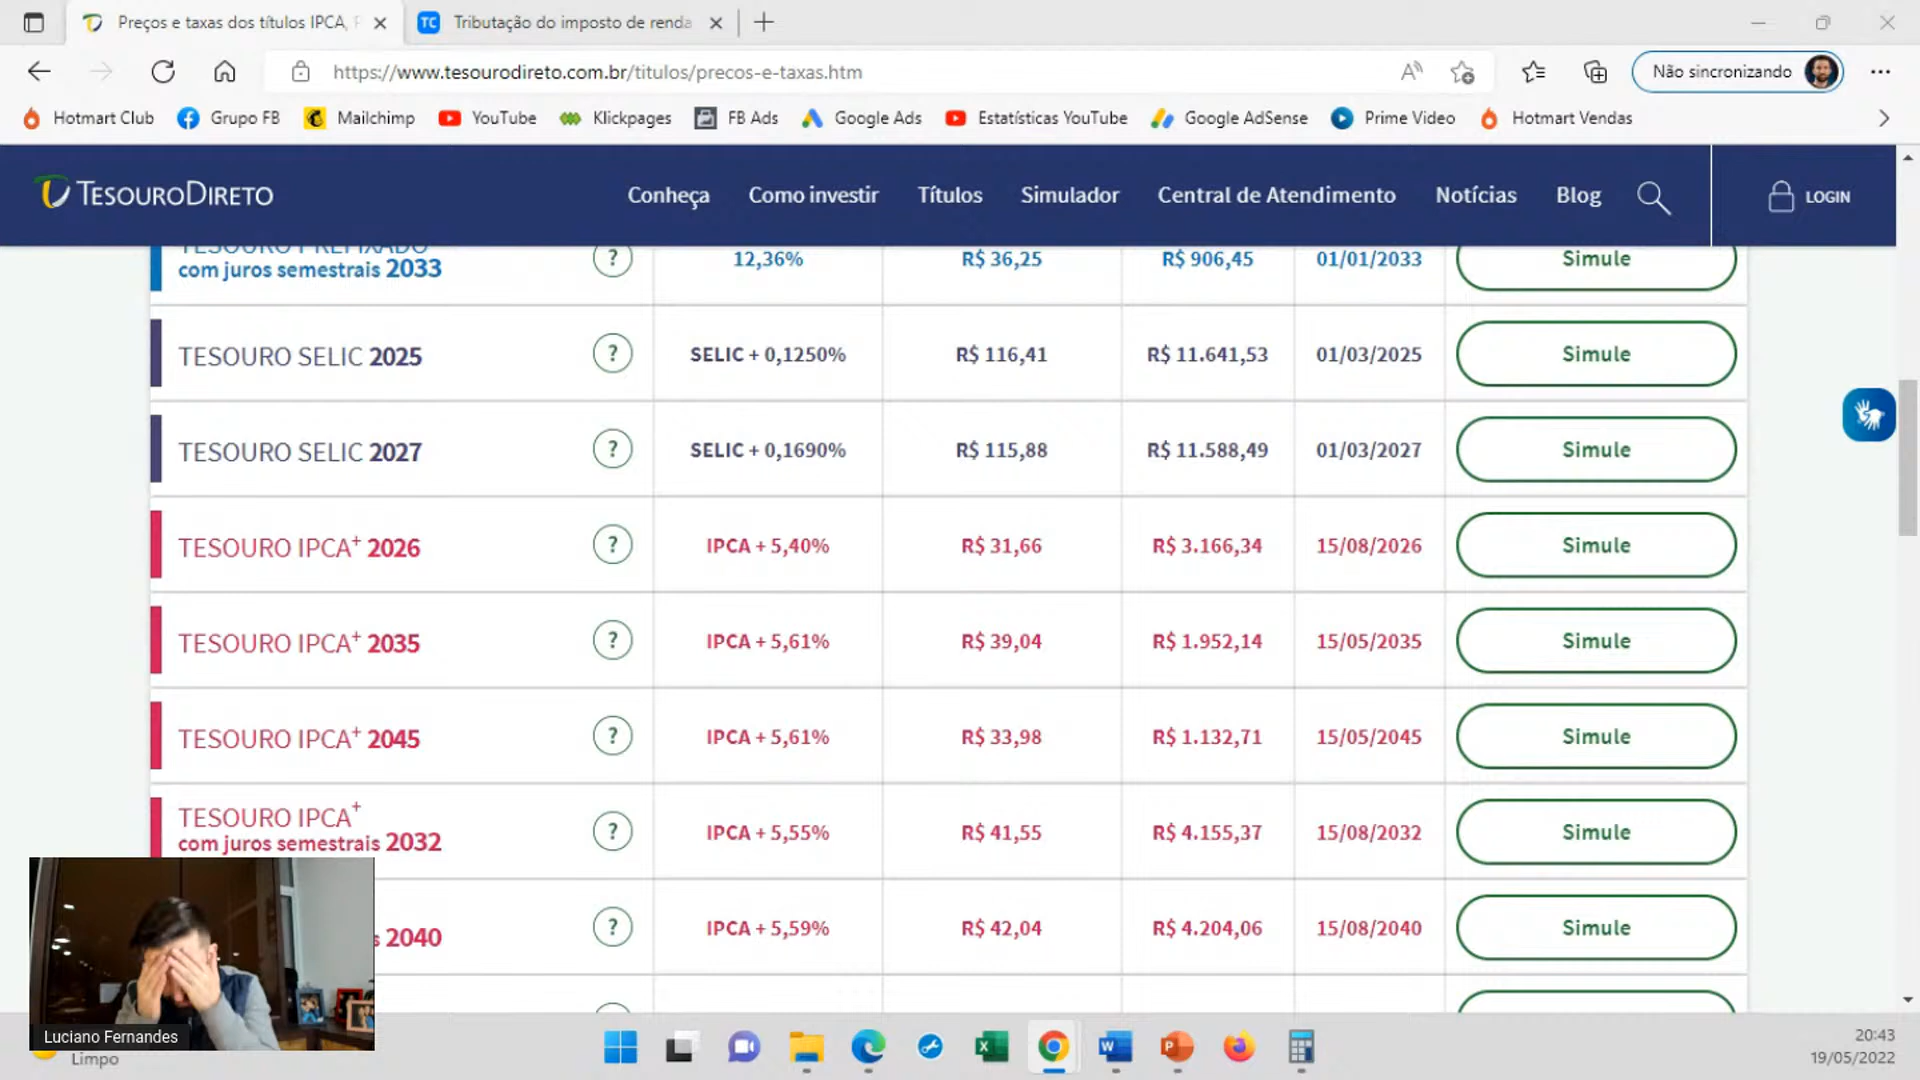 Preços e taxas dos títulos IPCA,
Tributação do imposto de renda
https://www.tesourodireto.com.br/titulos/precos-e-taxas.htm
Não sincronizando
Hotmart Club
Grupo FB
Mailchimp
YouTube
Klickpages
FB Ads
Google Ads
Estatísticas YouTube
Google AdSense
Prime Video
Hotmart Vendas
TESOURODIRETO
Conheça
Como investir
Títulos
Simulador
Central de Atendimento
Notícias
Blog
LOGIN
TESOURO PREFIXADO
com juros semestrais 2033 ? 12,36% R$ 36,25 R$ 906,45 01/01/2033 Simule
TESOURO SELIC 2025 ? SELIC + 0,1250% R$ 116,41 R$ 11.641,53 01/03/2025 Simule
TESOURO SELIC 2027 ? SELIC + 0,1690% R$ 115,88 R$ 11.588,49 01/03/2027 Simule
TESOURO IPCA+ 2026 ? IPCA + 5,40% R$ 31,66 R$ 3.166,34 15/08/2026 Simule
TESOURO IPCA+ 2035 ? IPCA + 5,61% R$ 39,04 R$ 1.952,14 15/05/2035 Simule
TESOURO IPCA+ 2045 ? IPCA + 5,61% R$ 33,98 R$ 1.132,71 15/05/2045 Simule
TESOURO IPCA+
com juros semestrais 2032 ? IPCA + 5,55% R$ 41,55 R$ 4.155,37 15/08/2032 Simule
s 2040 ? IPCA + 5,59% R$ 42,04 R$ 4.204,06 15/08/2040 Simule
Luciano Fernandes
Limpo
20:43
19/05/2022